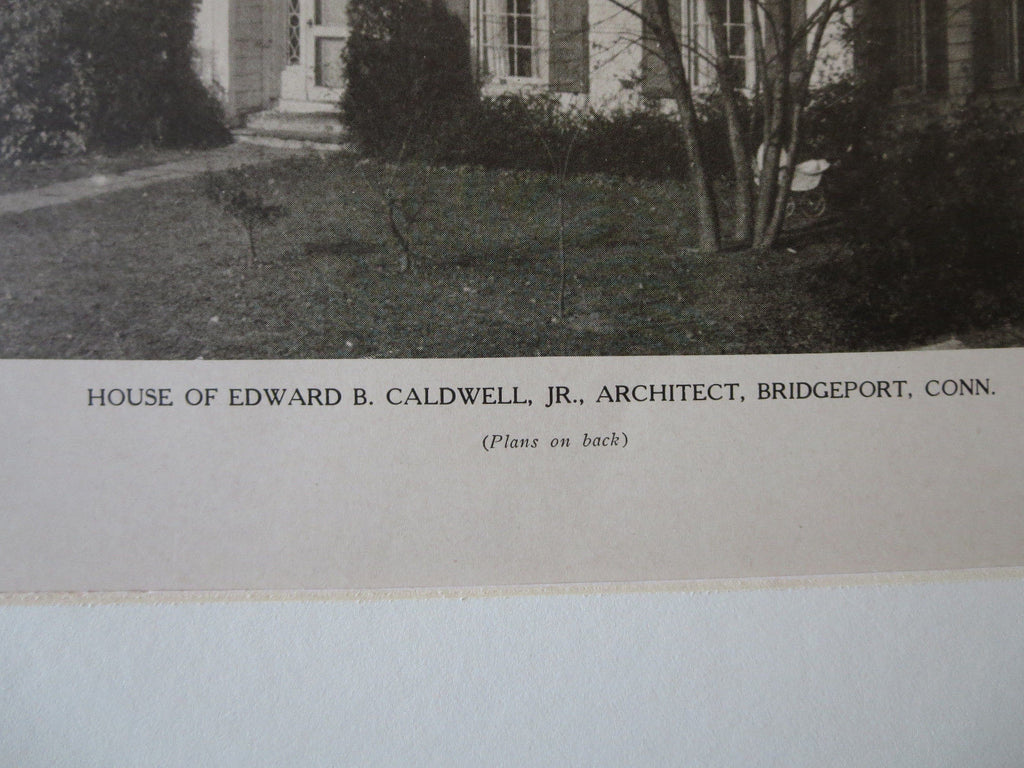 HOUSE OF EDWARD B. CALDWELL, JR., ARCHITECT, BRIDGEPORT, CONN.
(Plans on back)